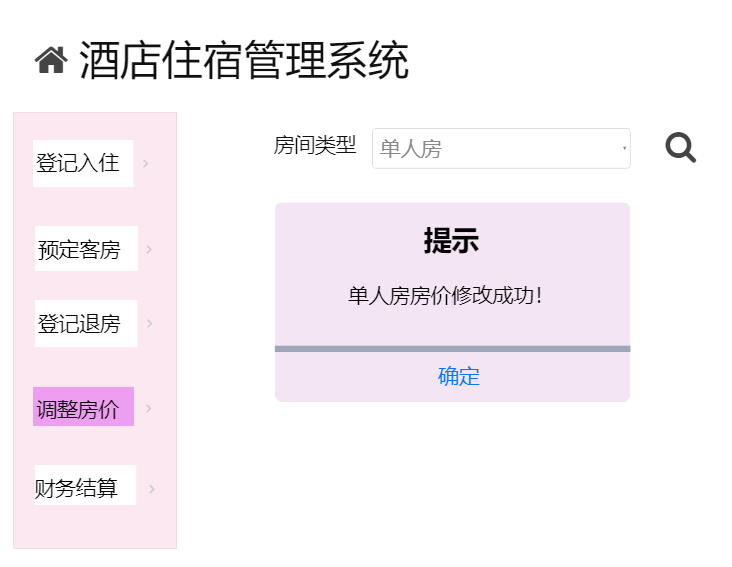 酒店住宿管理系统
登记入住
预定客房
登记退房
调整房价
财务结算
房间类型 单人房
提示
单人房房价修改成功！
确定